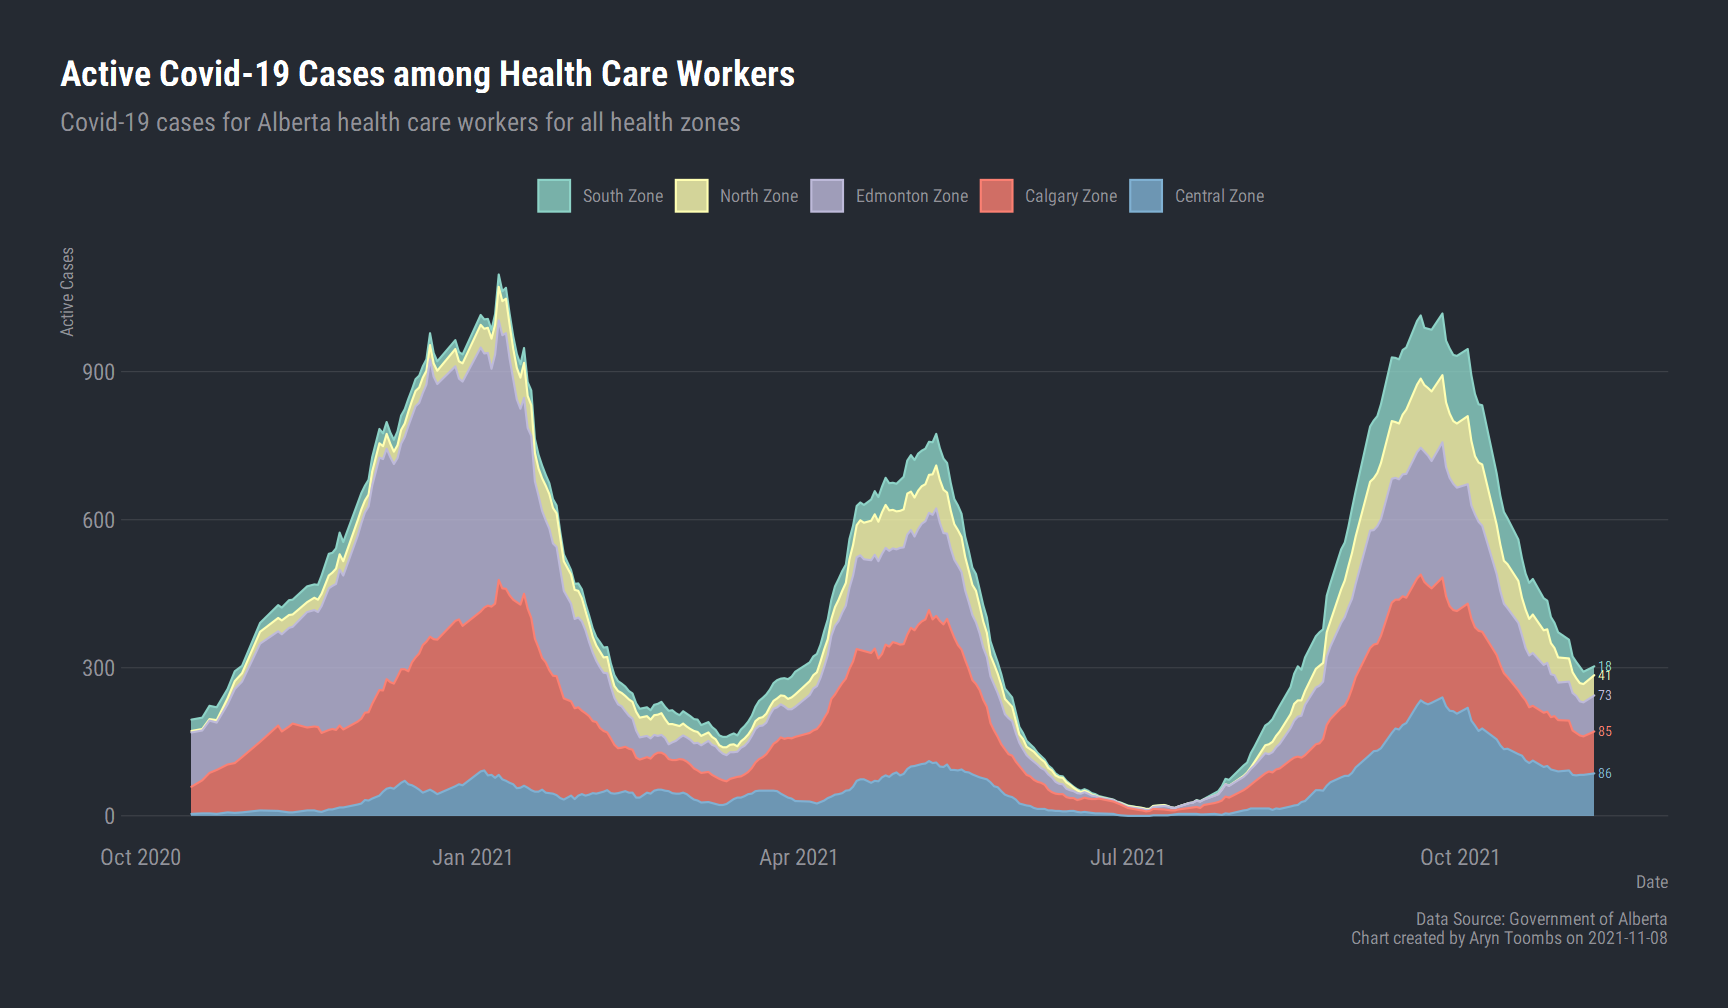 Active Covid-19 Cases among Health Care Workers
Covid-19 cases for Alberta health care workers for all health zones
South Zone North Zone Edmonton Zone Calgary Zone Central Zone
Active Cases
900
600
300
0
18
41
73
85
86
Oct 2020 Jan 2021 Apr 2021 Jul 2021 Oct 2021
Date
Data Source: Government of Alberta
Chart created by Aryn Toombs on 2021-11-08